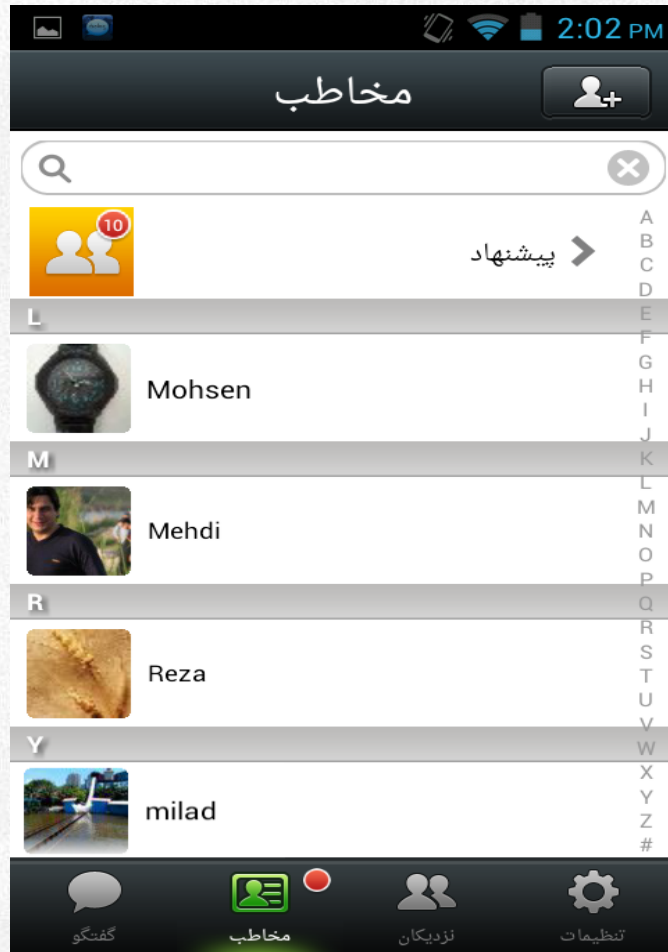 2:02 PM
مخاطب
10
پیشنهاد
A
B
C
D
E
F
G
H
I
J
K
L
M
N
O
P
Q
R
S
T
U
V
W
X
Y
Z
#
L
Mohsen
M
Mehdi
R
Reza
Y
milad
گفتگو
مخاطب
نزدیکان
تنظیمات